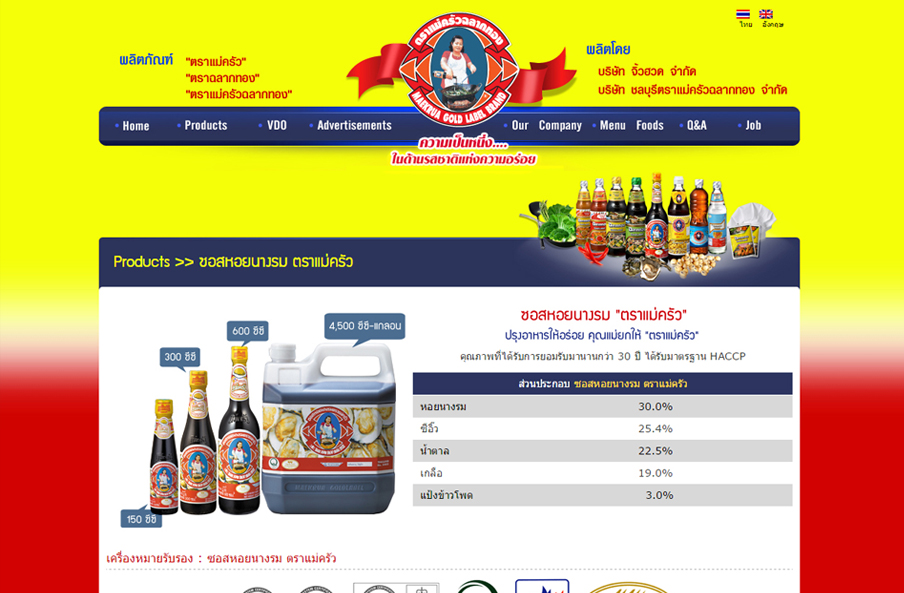 ไทย อังกฤษ
ผลิตภัณฑ์ "ตราแม่ครัว"
"ตราฉลากทอง"
"ตราแม่ครัวฉลากทอง"
ตราแม่ครัวฉลากทอง
MAEKRUA GOLD LABEL BRAND
ผลิตโดย
บริษัท จิ้วฮวด จำกัด
บริษัท ชลบุรีตราแม่ครัวฉลากทอง จำกัด
Home Products VDO Advertisements Our Company Menu Foods Q&A Job
ความเป็นหนึ่ง....
ในด้านรสชาติแห่งความอร่อย
Products >> ซอสหอยนางรม ตราแม่ครัว
4,500 ซีซี-แกลอน
600 ซีซี
300 ซีซี
150 ซีซี
ซอสหอยนางรม "ตราแม่ครัว"
ปรุงอาหารให้อร่อย คุณแม่ยกให้ "ตราแม่ครัว"
คุณภาพที่ได้รับการยอมรับมานานกว่า 30 ปี ได้รับมาตรฐาน HACCP
ส่วนประกอบ ซอสหอยนางรม ตราแม่ครัว
หอยนางรม 30.0%
ซีอิ๊ว 25.4%
น้ำตาล 22.5%
เกลือ 19.0%
แป้งข้าวโพด 3.0%
เครื่องหมายรับรอง : ซอสหอยนางรม ตราแม่ครัว